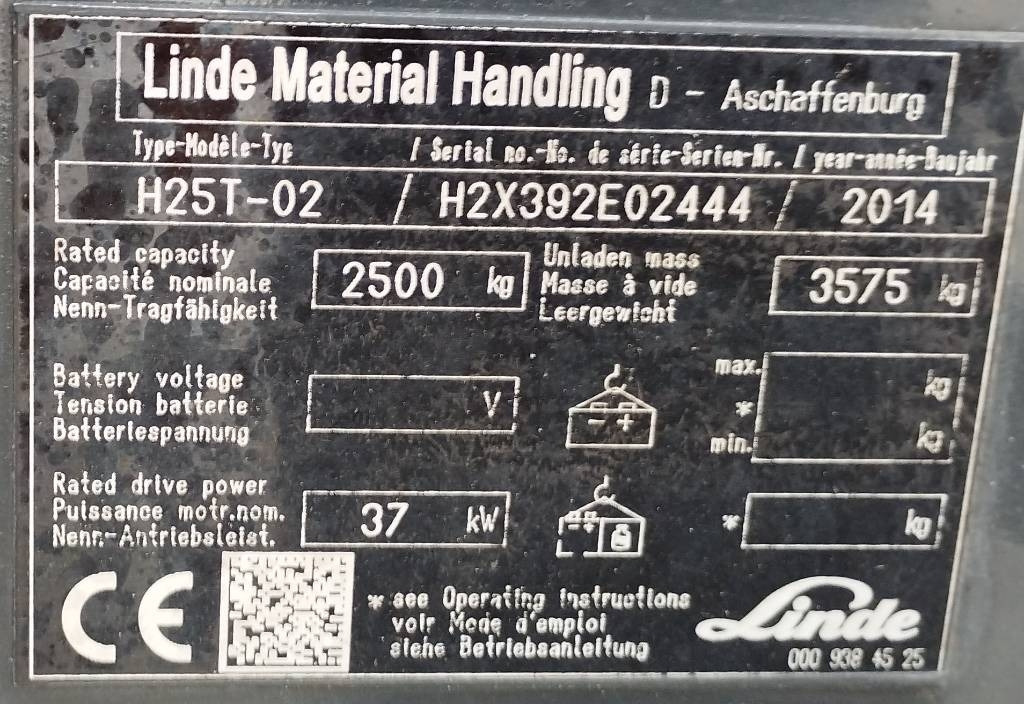 Linde Material Handling D - Aschaffenburg
Type-Modèle-Typ / Serial no.-No. de série-Serien-Nr. / year-année-Baujahr
H25T-02 / H2X392E02444 / 2014
Rated capacity
Capacité nominale
Nenn-Tragfähigkeit
2500 kg
Unladen mass
Masse à vide
Leergewicht
3575 kg
Battery voltage
Tension batterie
Batteriespannung
V
max. kg
*
min. kg
Rated drive power
Puissance motr.nom.
Nenn-Antriebsleist.
37 kW
* kg
CE
* see Operating instructions
voir Mode d'emploi
siehe Betriebsanleitung
Linde
000 938 45 25